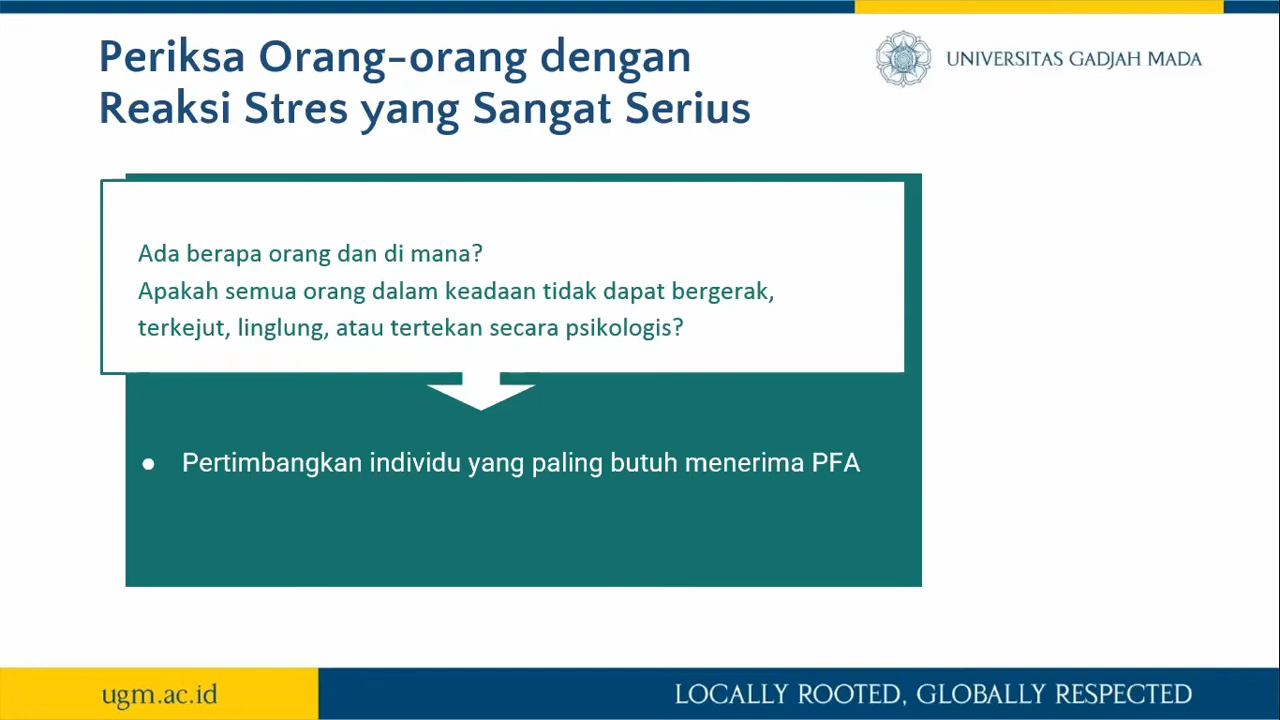 Periksa Orang-orang dengan
Reaksi Stres yang Sangat Serius
UNIVERSITAS GADJAH MADA
Ada berapa orang dan di mana?
Apakah semua orang dalam keadaan tidak dapat bergerak,
terkejut, linglung, atau tertekan secara psikologis?
● Pertimbangkan individu yang paling butuh menerima PFA
ugm.ac.id
LOCALLY ROOTED, GLOBALLY RESPECTED